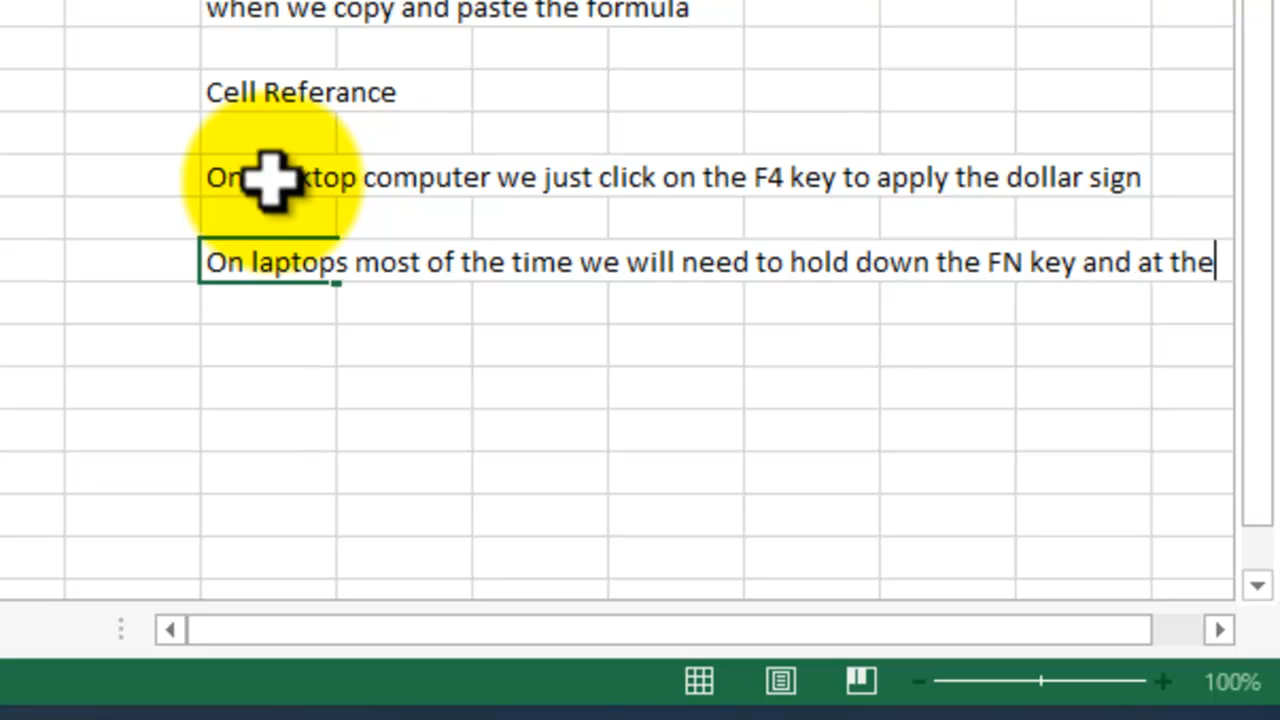 when we copy and paste the formula
Cell Referance
On ktop computer we just click on the F4 key to apply the dollar sign
On laptops most of the time we will need to hold down the FN key and at the
100%